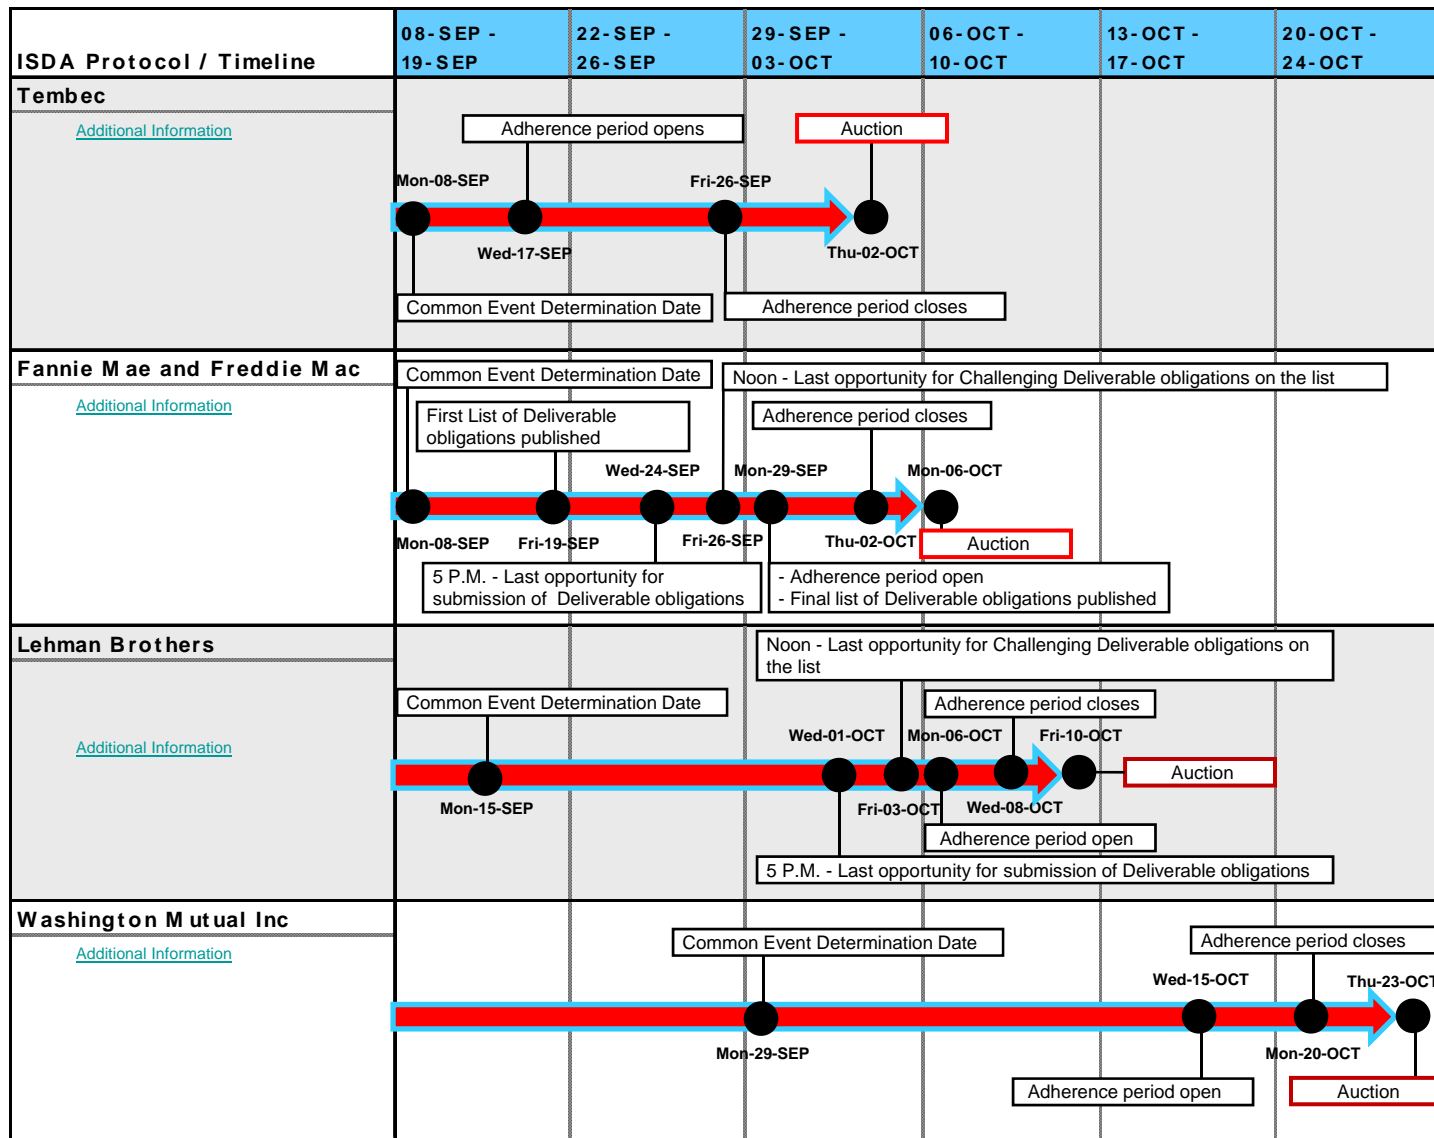 ISDA Protocol / Timeline
08-SEP -
19-SEP
22-SEP -
26-SEP
29-SEP -
03-OCT
06-OCT -
10-OCT
13-OCT -
17-OCT
20-OCT -
24-OCT
Tembec
Additional Information
Adherence period opens
Auction
Mon-08-SEP
Fri-26-SEP
Wed-17-SEP
Thu-02-OCT
Common Event Determination Date
Adherence period closes
Fannie Mae and Freddie Mac
Additional Information
Common Event Determination Date
Noon - Last opportunity for Challenging Deliverable obligations on the list
First List of Deliverable
obligations published
Adherence period closes
Wed-24-SEP
Mon-29-SEP
Mon-06-OCT
Mon-08-SEP
Fri-19-SEP
Fri-26-SEP
Thu-02-OCT
Auction
5 P.M. - Last opportunity for
submission of Deliverable obligations
- Adherence period open
- Final list of Deliverable obligations published
Lehman Brothers
Additional Information
Noon - Last opportunity for Challenging Deliverable obligations on
the list
Common Event Determination Date
Adherence period closes
Wed-01-OCT
Mon-06-OCT
Fri-10-OCT
Auction
Mon-15-SEP
Fri-03-OCT
Wed-08-OCT
Adherence period open
5 P.M. - Last opportunity for submission of Deliverable obligations
Washington Mutual Inc
Additional Information
Common Event Determination Date
Adherence period closes
Wed-15-OCT
Thu-23-OCT
Mon-29-SEP
Mon-20-OCT
Adherence period open
Auction